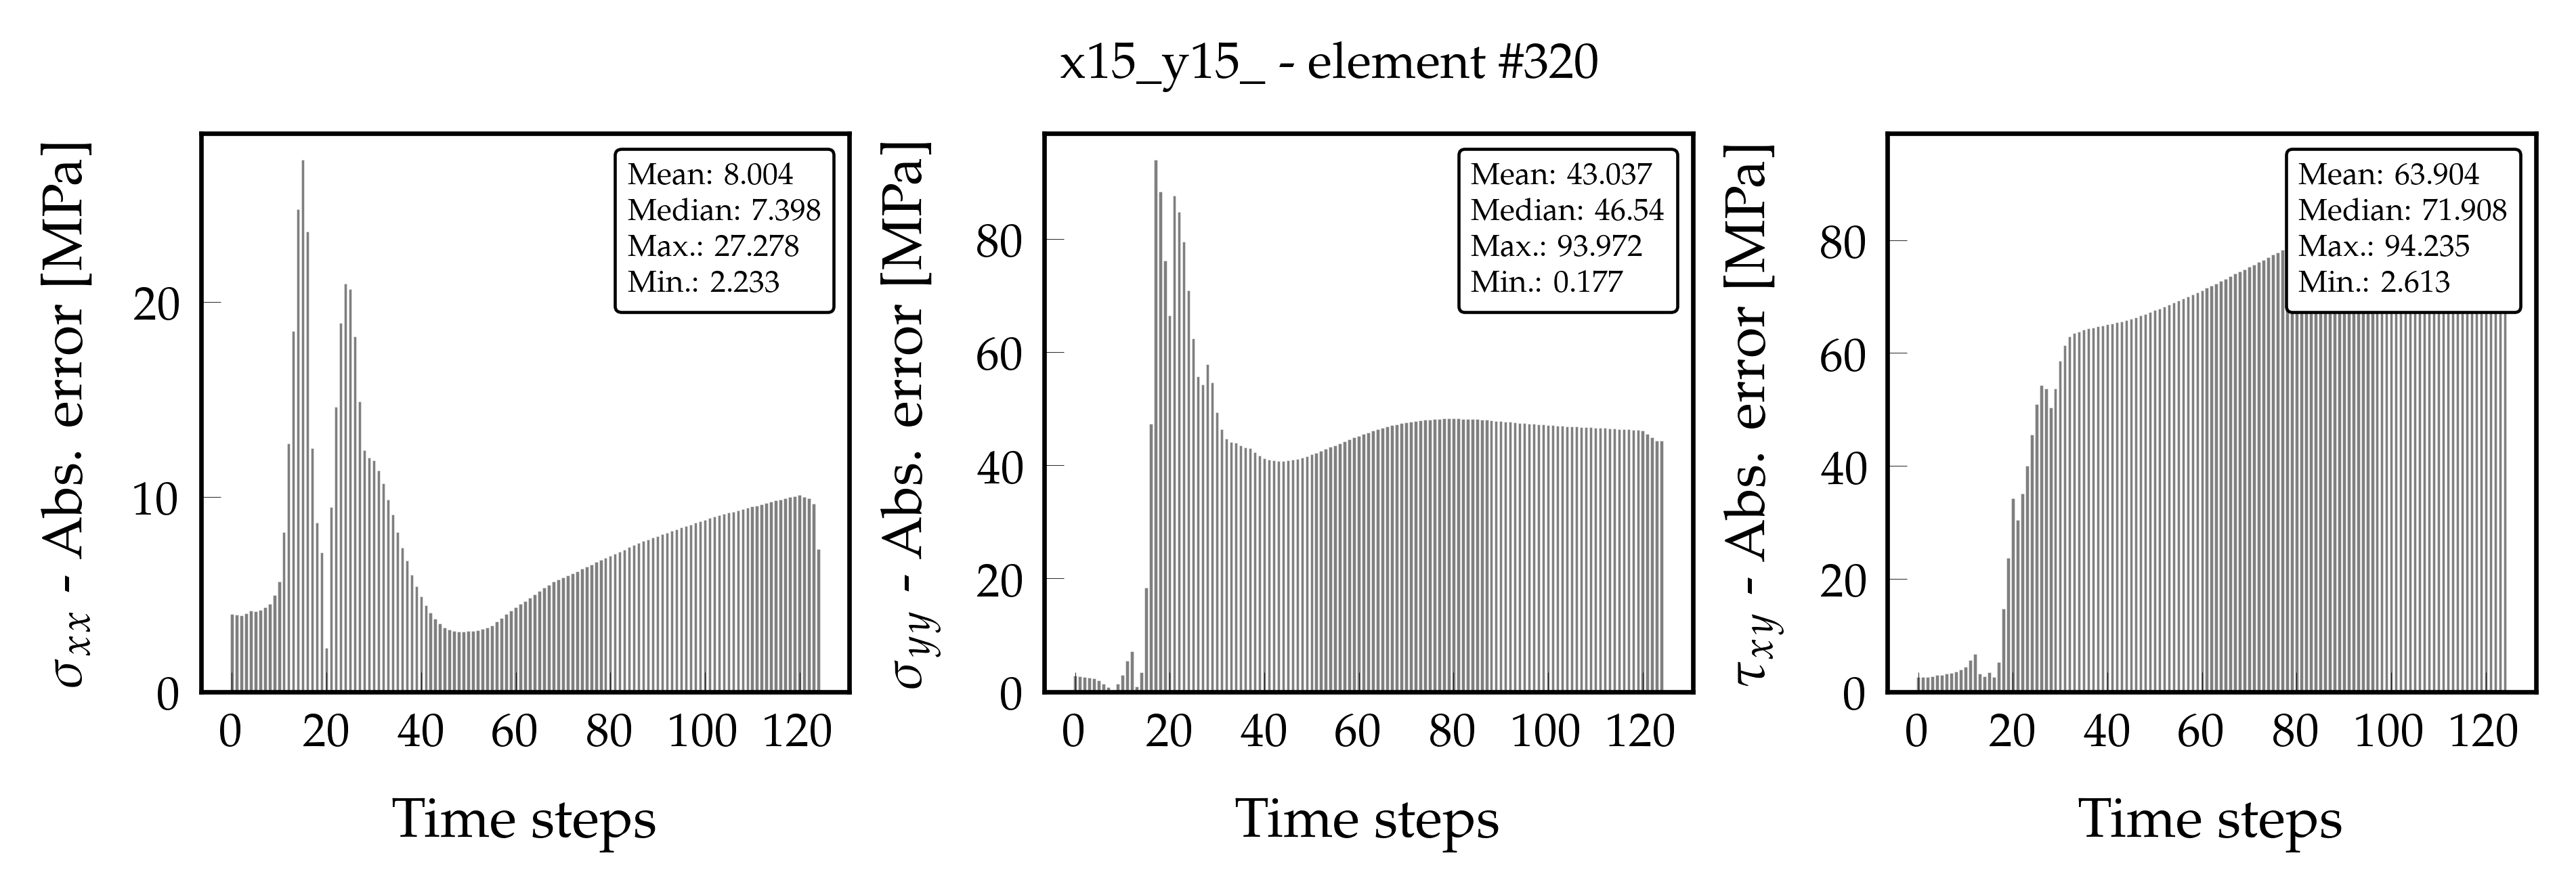 x15_y15_ - element #320
σxx - Abs. error [MPa]
20
10
0
0 20 40 60 80 100 120
Time steps
Mean: 8.004
Median: 7.398
Max.: 27.278
Min.: 2.233
σyy - Abs. error [MPa]
80
60
40
20
0
0 20 40 60 80 100 120
Time steps
Mean: 43.037
Median: 46.54
Max.: 93.972
Min.: 0.177
τxy - Abs. error [MPa]
80
60
40
20
0
0 20 40 60 80 100 120
Time steps
Mean: 63.904
Median: 71.908
Max.: 94.235
Min.: 2.613